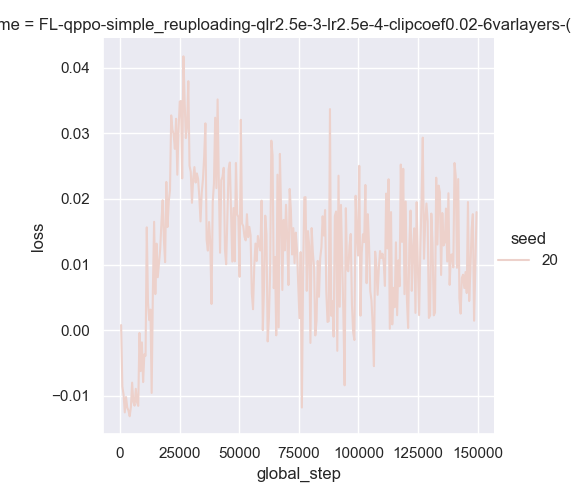 me = FL-qppo-simple_reuploading-qlr2.5e-3-lr2.5e-4-clipcoef0.02-6varlayers-(
0.04
0.03
0.02
0.01
0.00
−0.01
loss
0 25000 50000 75000 100000 125000 150000
global_step
seed
20